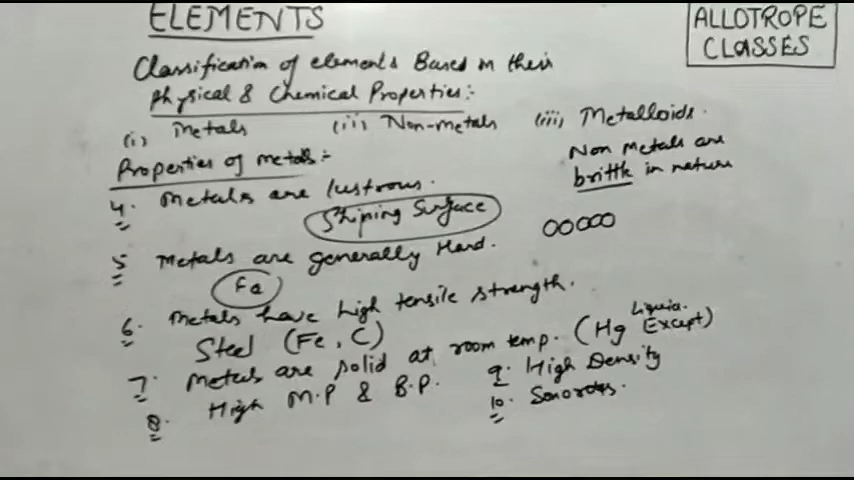 ELEMENTS
ALLOTROPE
CLASSES
Classification of elements Based on their
Physical & Chemical Properties:-
(i) Metals (ii) Non-metals (iii) Metalloids.
Properties of metals:-
Non Metals are
brittle in nature
4. Metals are lustrous.
Shining Surface
5 Metals are generally Hard.
Fe
6. Metals have high tensile strength.
Steel (Fe, C)
7. Metals are solid at room temp. (Hg Liquid. Except)
8. High M.P & B.P.
9. High Density
10. Sonorous.